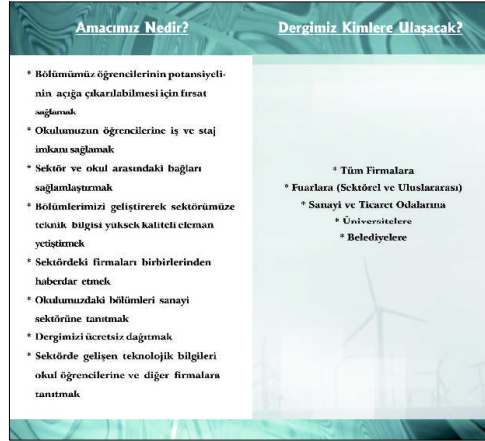 Amacımız Nedir?
* Bölümümüz öğrencilerinin potansiyeli-
nin açığa çıkarılabilmesi için fırsat
sağlamak
* Okulumuzun öğrencilerine iş ve staj
imkanı sağlamak
* Sektör ve okul arasındaki bağları
sağlamlaştırmak
* Bölümlerimizi geliştirerek sektörümüze
teknik bilgisi yüksek kaliteli eleman
yetiştirmek
* Sektördeki firmaları birbirlerinden
haberdar etmek
* Okulumuzdaki bölümleri sanayi
sektörüne tanıtmak
* Dergimizi ücretsiz dağıtmak
* Sektörde gelişen teknolojik bilgileri
okul öğrencilerine ve diğer firmalara
tanıtmak
Dergimiz Kimlere Ulaşacak?
* Tüm Firmalara
* Fuarlara (Sektörel ve Uluslararası)
* Sanayi ve Ticaret Odalarına
* Üniversitelere
* Belediyelere